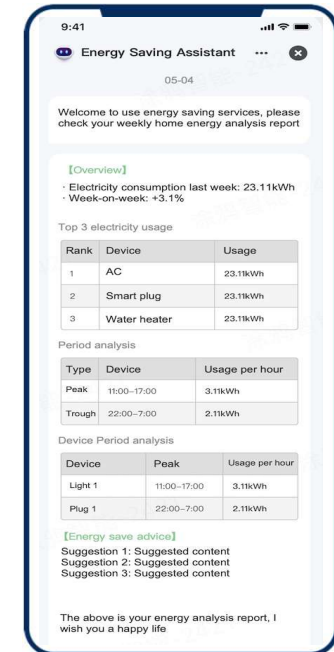 9:41
Energy Saving Assistant
05-04
Welcome to use energy saving services, please
check your weekly home energy analysis report
【Overview】
· Electricity consumption last week: 23.11kWh
· Week-on-week: +3.1%
Top 3 electricity usage
Rank Device Usage
1 AC 23.11kWh
2 Smart plug 23.11kWh
3 Water heater 23.11kWh
Period analysis
Type Device Usage per hour
Peak 11:00-17:00 3.11kWh
Trough 22:00-7:00 2.11kWh
Device Period analysis
Device Peak Usage per hour
Light 1 11:00-17:00 3.11kWh
Plug 1 22:00-7:00 2.11kWh
【Energy save advice】
Suggestion 1: Suggested content
Suggestion 2: Suggested content
Suggestion 3: Suggested content
The above is your energy analysis report, I
wish you a happy life